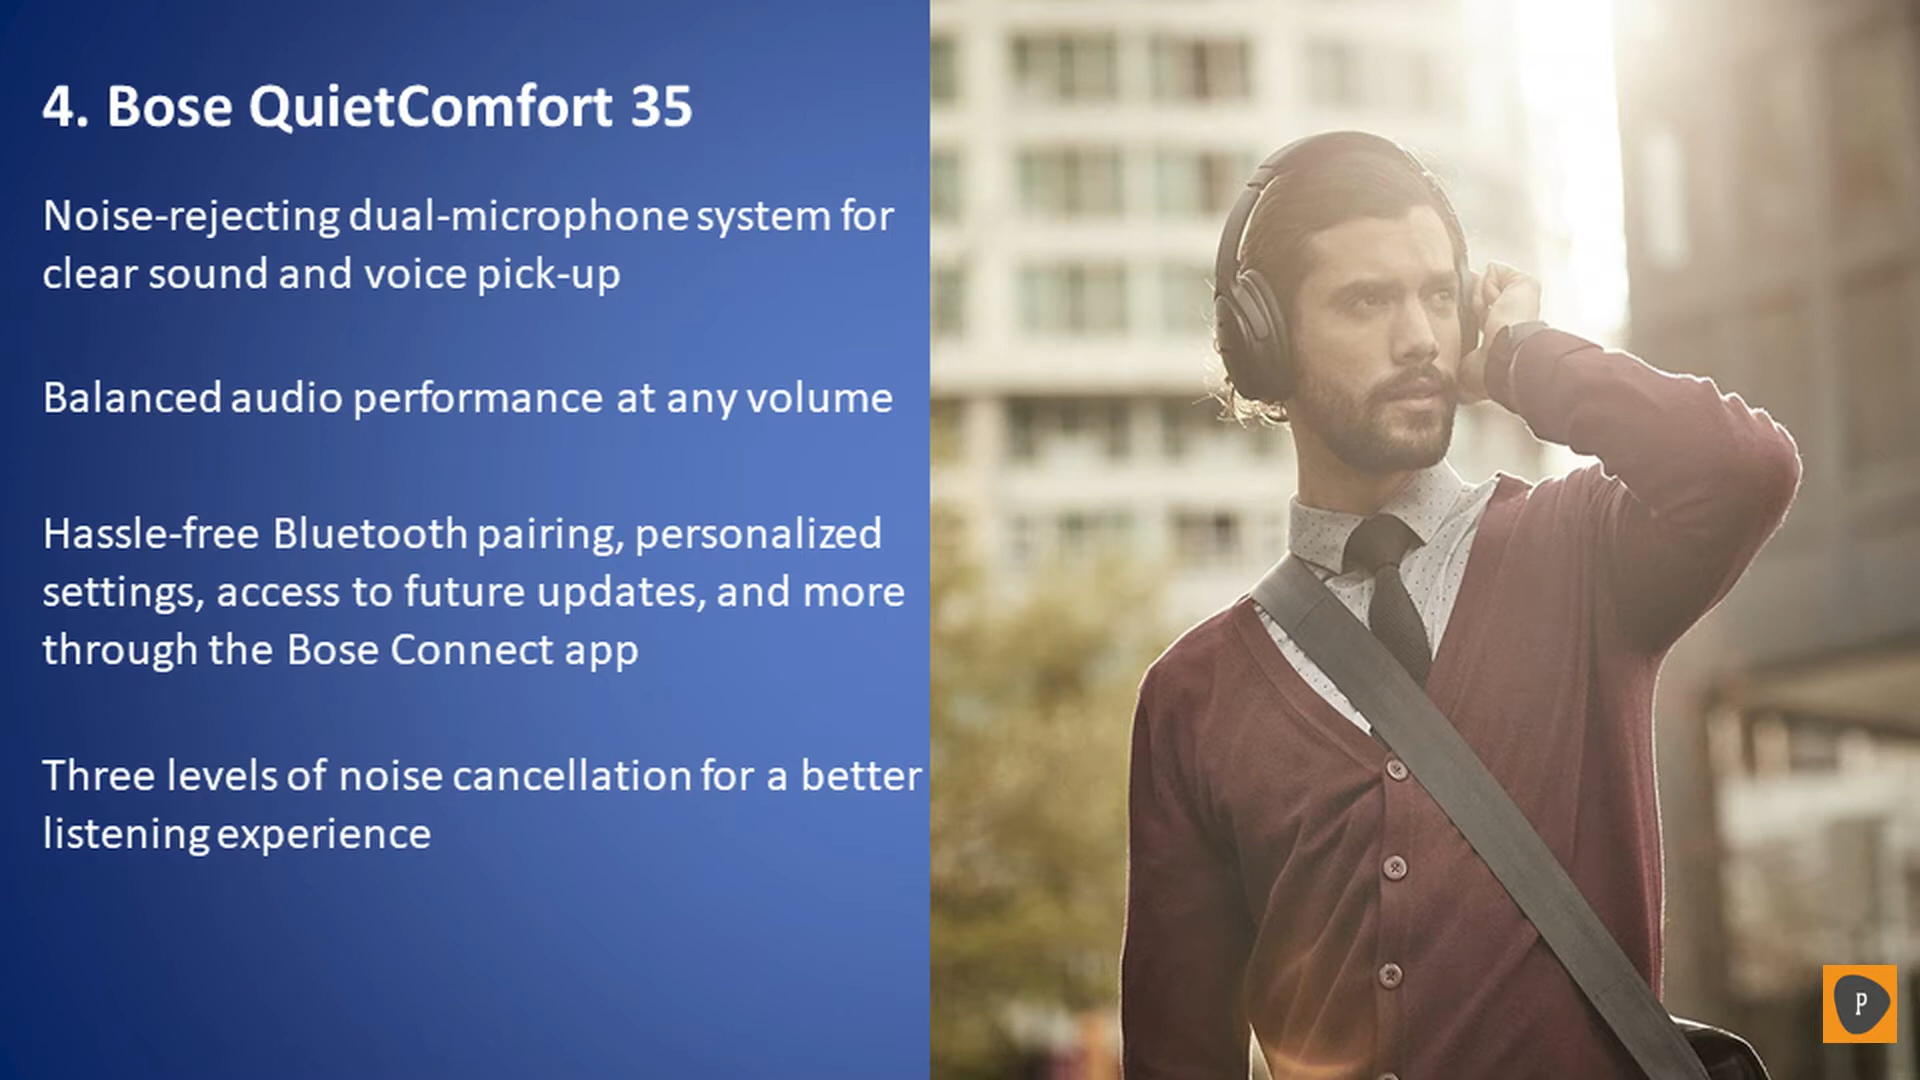 4. Bose QuietComfort 35
Noise-rejecting dual-microphone system for
clear sound and voice pick-up
Balanced audio performance at any volume
Hassle-free Bluetooth pairing, personalized
settings, access to future updates, and more
through the Bose Connect app
Three levels of noise cancellation for a better
listening experience
P